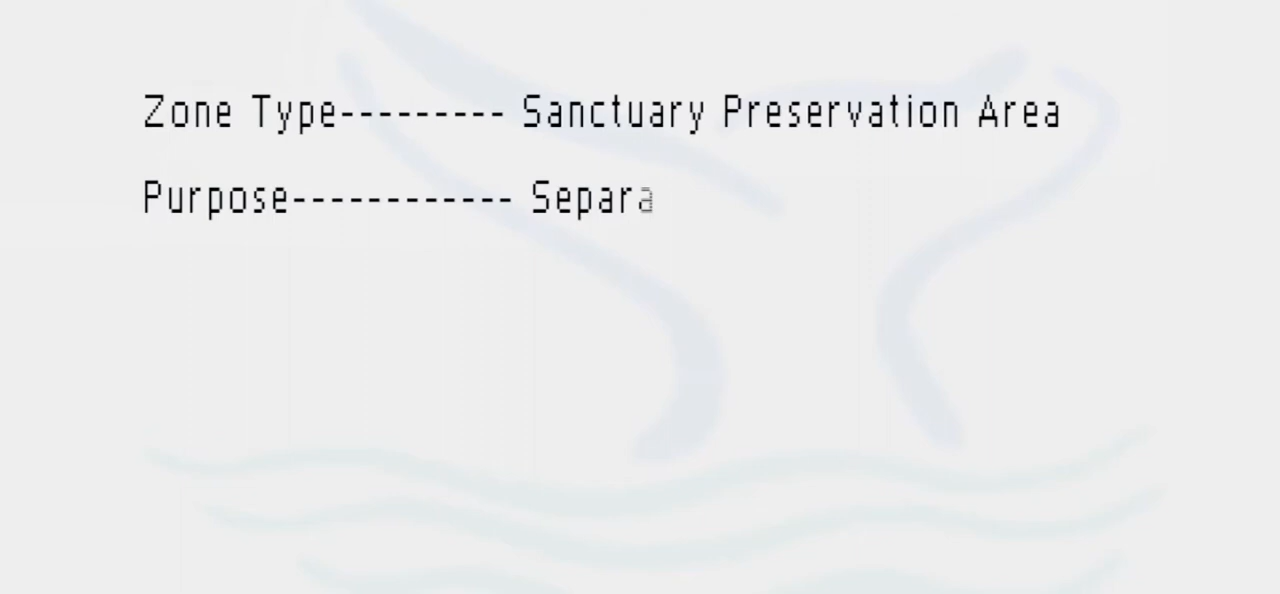 Zone Type--------- Sanctuary Preservation Area
Purpose------------ Separa